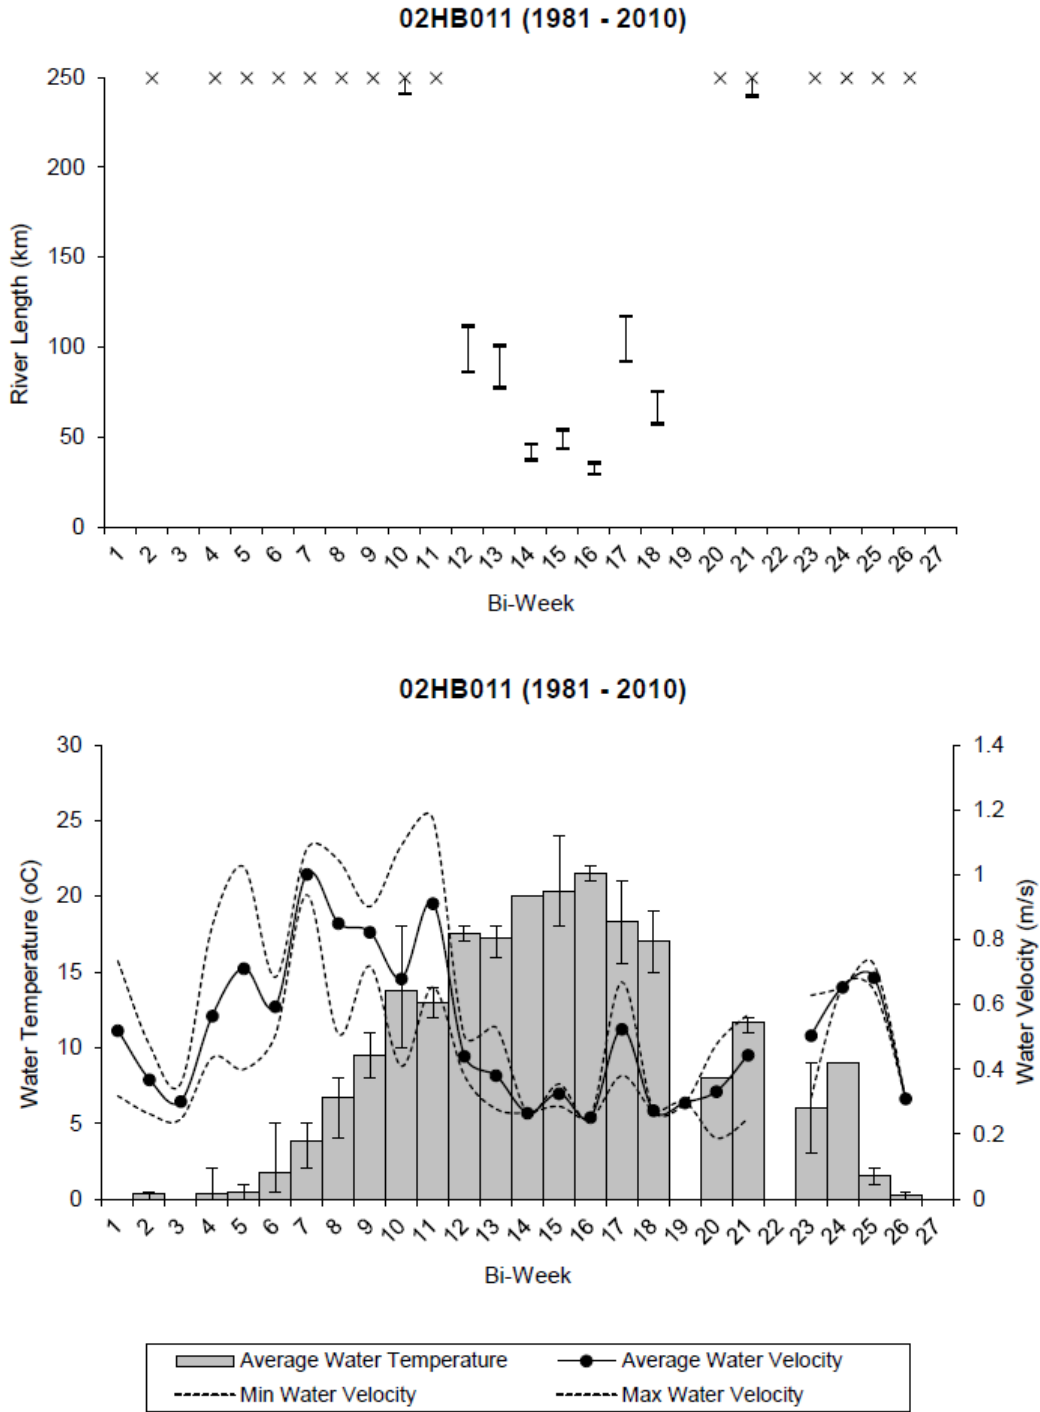 02HB011 (1981 - 2010)
250
200
150
100
50
0
River Length (km)
1 2 3 4 5 6 7 8 9 10 11 12 13 14 15 16 17 18 19 20 21 22 23 24 25 26 27
Bi-Week
02HB011 (1981 - 2010)
30
25
20
15
10
5
0
Water Temperature (oC)
1.4
1.2
1
0.8
0.6
0.4
0.2
0
Water Velocity (m/s)
1 2 3 4 5 6 7 8 9 10 11 12 13 14 15 16 17 18 19 20 21 22 23 24 25 26 27
Bi-Week
Average Water Temperature
Average Water Velocity
Min Water Velocity
Max Water Velocity